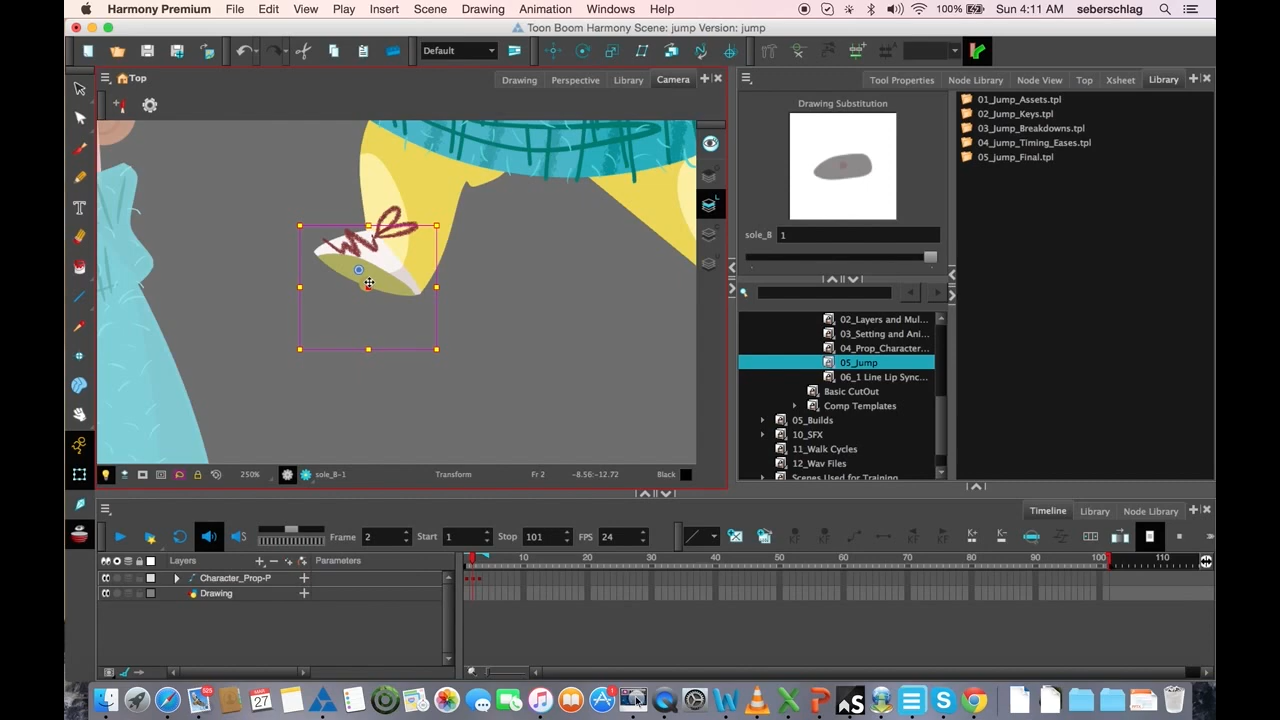 Harmony Premium File Edit View Play Insert Scene Drawing Animation Windows Help 100% Sun 4:11 AM seberschlag
Toon Boom Harmony Scene: jump Version: jump
Default
Top Drawing Perspective Library Camera
Tool Properties Node Library Node View Top Xsheet Library
Drawing Substitution
sole_B 1
01_Jump_Assets.tpl
02_Jump_Keys.tpl
03_Jump_Breakdowns.tpl
04_Jump_Timing_Eases.tpl
05_Jump_Final.tpl
02_Layers and Mul...
03_Setting and Ani...
04_Prop_Character...
05_Jump
06_1 Line Lip Sync...
Basic CutOut
Comp Templates
05_Builds
10_SFX
11_Walk Cycles
12_Wav Files
Scenes Used for Training
250% sole_B-1 Transform Fr 2 -8.56:-12.72 Black
Timeline Library Node Library
Frame 2 Start 1 Stop 101 FPS 24
Layers Parameters
10 20 30 40 50 60 70 80 90 100 110
Character_Prop-P
Drawing